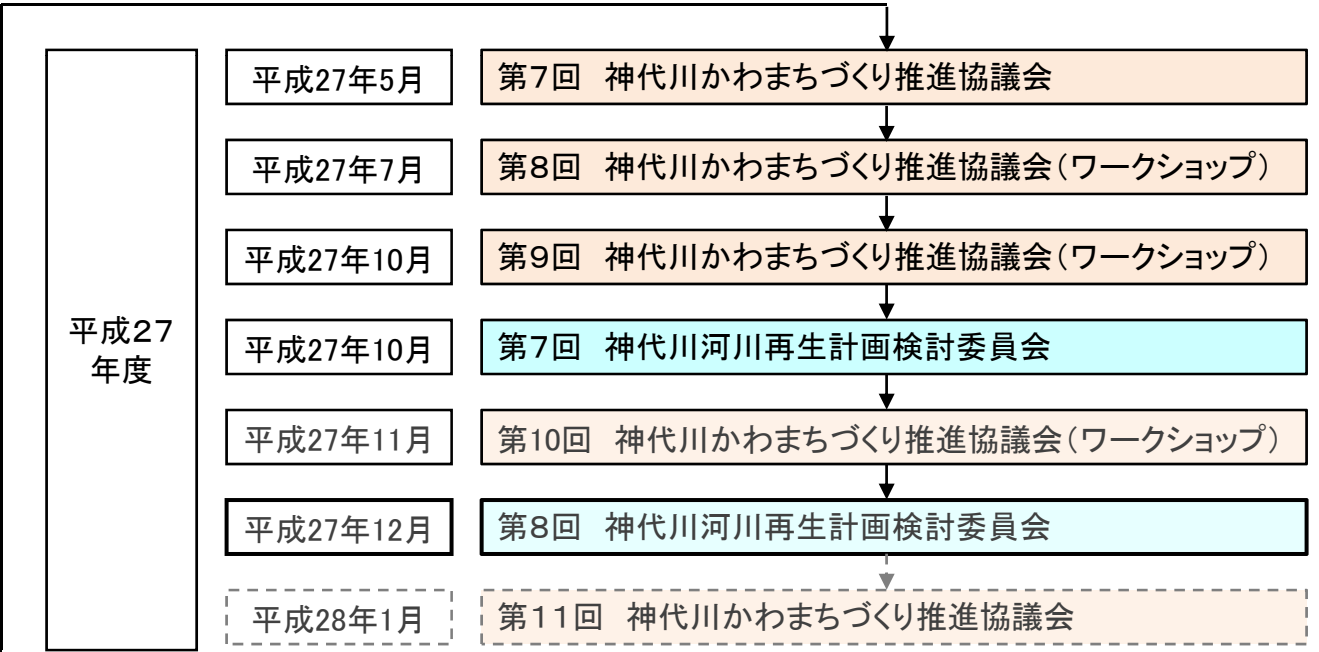 平成27
年度
平成27年5月
第7回　神代川かわまちづくり推進協議会
平成27年7月
第8回　神代川かわまちづくり推進協議会（ワークショップ）
平成27年10月
第9回　神代川かわまちづくり推進協議会（ワークショップ）
平成27年10月
第7回　神代川河川再生計画検討委員会
平成27年11月
第10回　神代川かわまちづくり推進協議会（ワークショップ）
平成27年12月
第8回　神代川河川再生計画検討委員会
平成28年1月
第11回　神代川かわまちづくり推進協議会